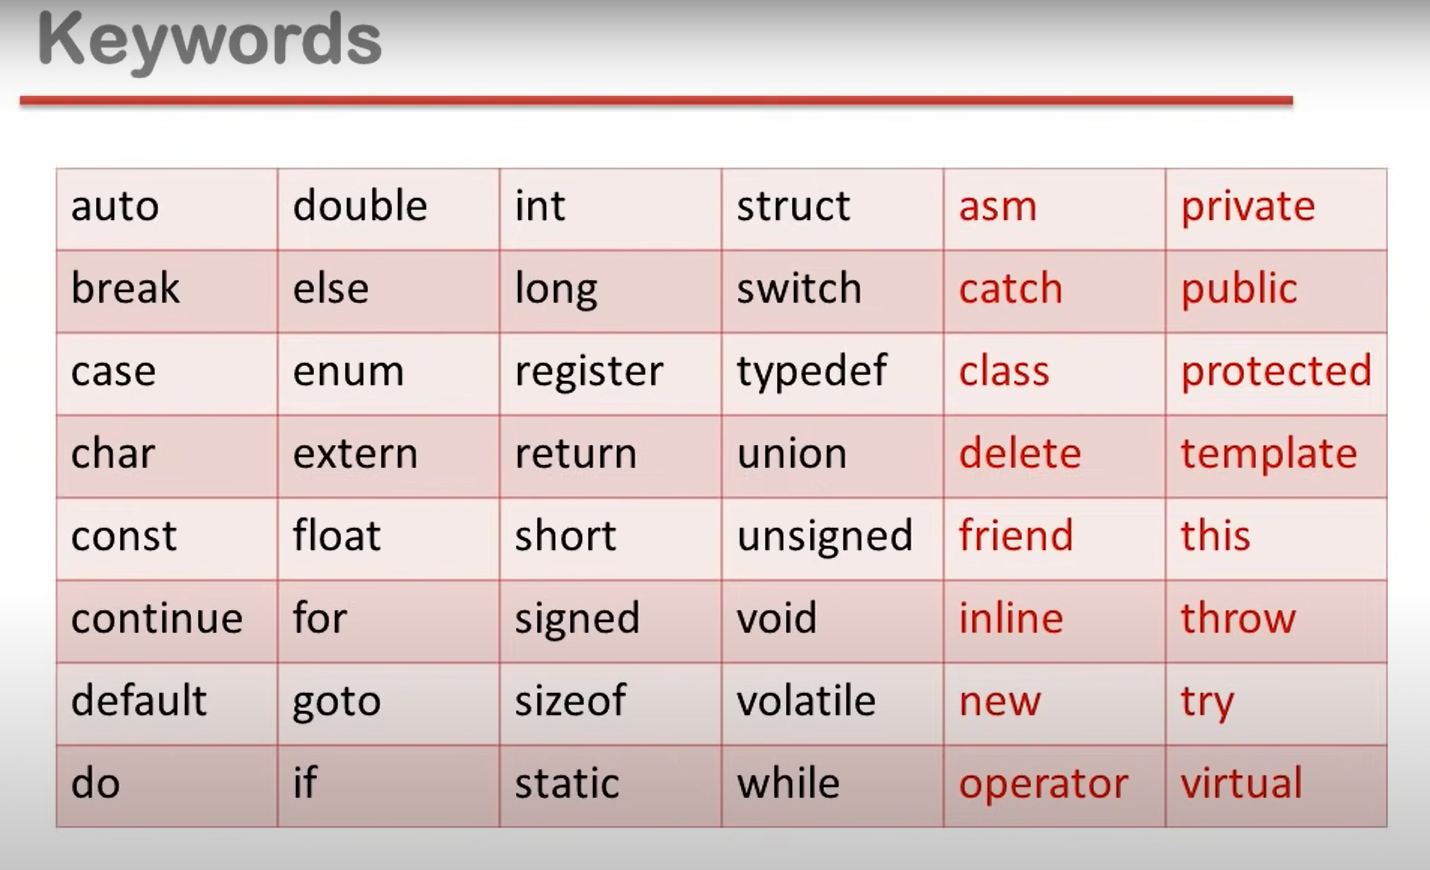 Keywords
auto double int struct asm private
break else long switch catch public
case enum register typedef class protected
char extern return union delete template
const float short unsigned friend this
continue for signed void inline throw
default goto sizeof volatile new try
do if static while operator virtual